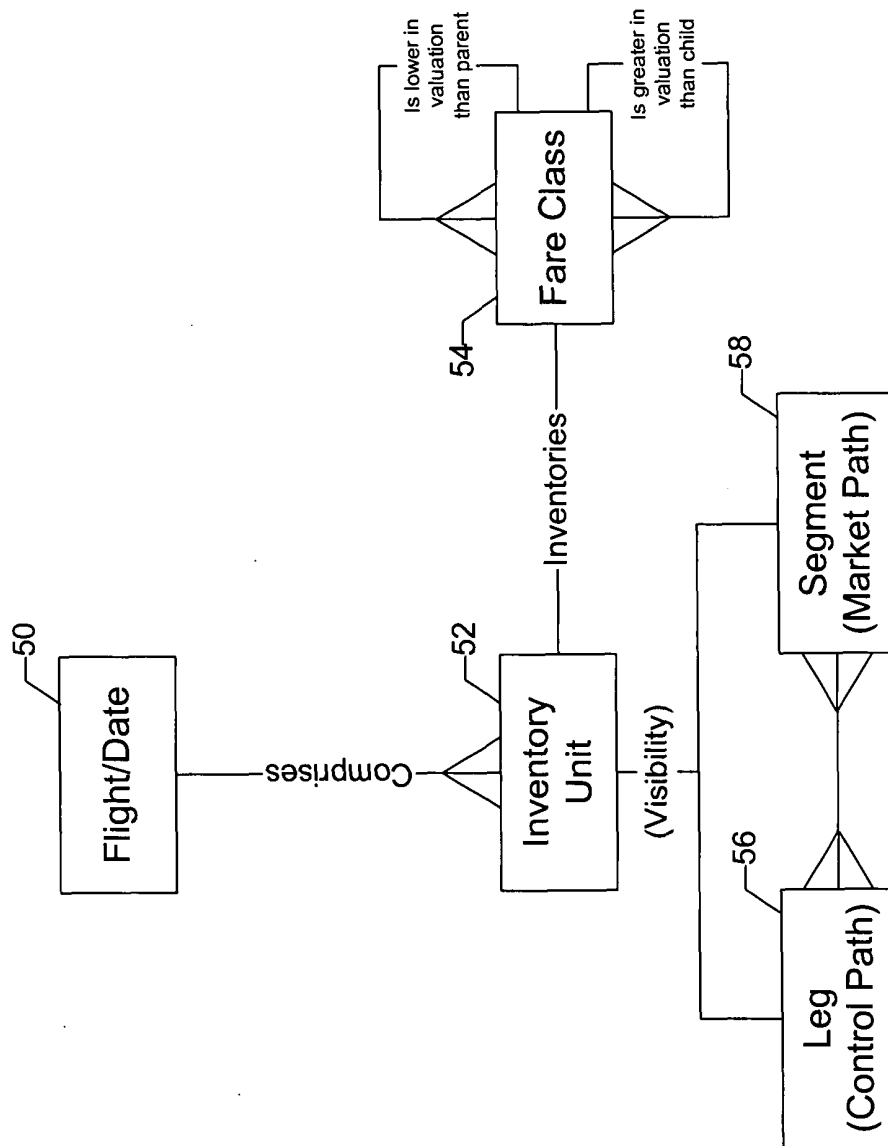 50
Flight/Date
Comprises
52
Inventory
Unit
Inventories
54
Fare Class
Is lower in
valuation
than parent
Is greater in
valuation
than child
(Visibility)
56
Leg
(Control Path)
58
Segment
(Market Path)